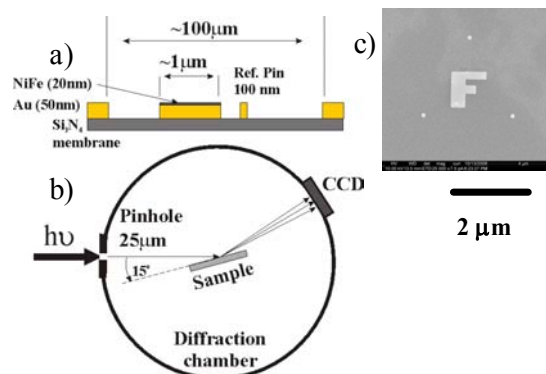 a)
~100µm
~1µm
NiFe (20nm)
Au (50nm)
Ref. Pin
100 nm
Si₃N₄
membrane
b)
Pinhole
25µm
hυ
15°
Sample
CCD
Diffraction
chamber
c)
2 µm